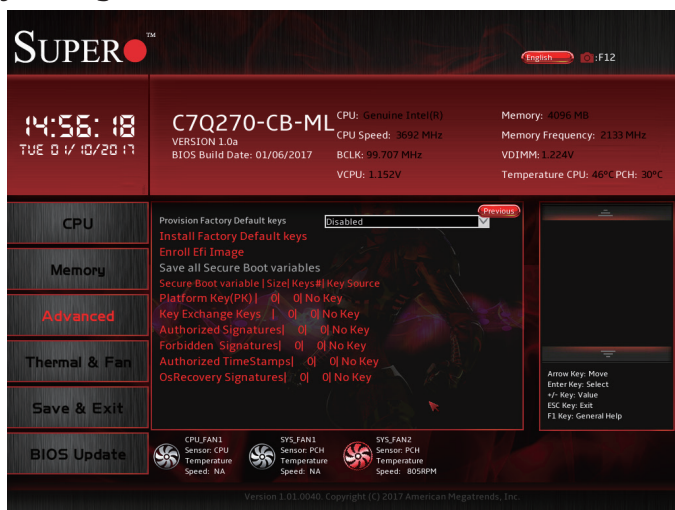 SUPERO™
English :F12
14:56:18
TUE 01/10/2017
C7Q270-CB-ML
VERSION 1.0a
BIOS Build Date: 01/06/2017
CPU: Genuine Intel(R)
CPU Speed: 3692 MHz
BCLK: 99.707 MHz
VCPU: 1.152V
Memory: 4096 MB
Memory Frequency: 2133 MHz
VDIMM: 1.224V
Temperature CPU: 46°C PCH: 30°C
CPU
Memory
Advanced
Thermal & Fan
Save & Exit
BIOS Update
Previous
Provision Factory Default keys Disabled
Install Factory Default keys
Enroll Efi Image
Save all Secure Boot variables
Secure Boot variable | Size| Keys#| Key Source
Platform Key(PK) | 0| 0| No Key
Key Exchange Keys | 0| 0| No Key
Authorized Signatures| 0| 0| No Key
Forbidden Signatures| 0| 0| No Key
Authorized TimeStamps| 0| 0| No Key
OsRecovery Signatures| 0| 0| No Key
Arrow Key: Move
Enter Key: Select
+/- Key: Value
ESC Key: Exit
F1 Key: General Help
CPU_FAN1
Sensor: CPU
Temperature
Speed: NA
SYS_FAN1
Sensor: PCH
Temperature
Speed: NA
SYS_FAN2
Sensor: PCH
Temperature
Speed: 805RPM
Version 1.01.0040. Copyright (C) 2017 American Megatrends, Inc.